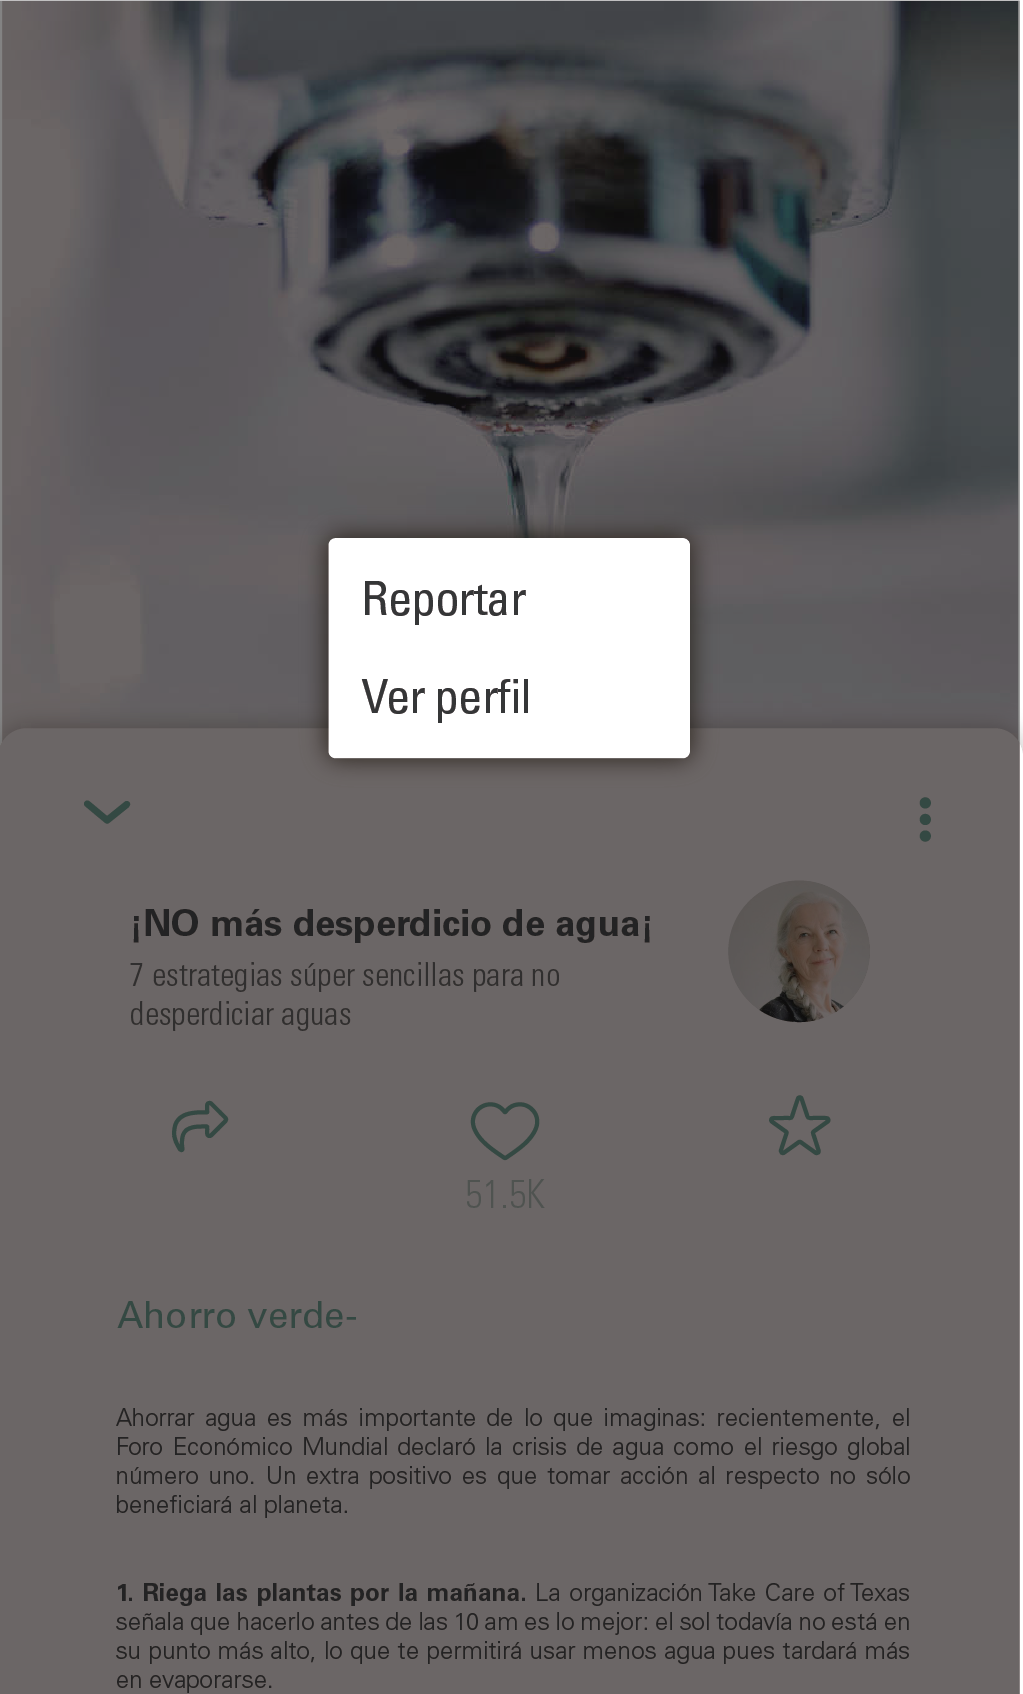 Reportar
Ver perfil
¡NO más desperdicio de agua¡
7 estrategias súper sencillas para no
desperdiciar aguas
51.5K
Ahorro verde-
Ahorrar agua es más importante de lo que imaginas: recientemente, el
Foro Económico Mundial declaró la crisis de agua como el riesgo global
número uno. Un extra positivo es que tomar acción al respecto no sólo
beneficiará al planeta.
1. Riega las plantas por la mañana. La organización Take Care of Texas
señala que hacerlo antes de las 10 am es lo mejor: el sol todavía no está en
su punto más alto, lo que te permitirá usar menos agua pues tardará más
en evaporarse.